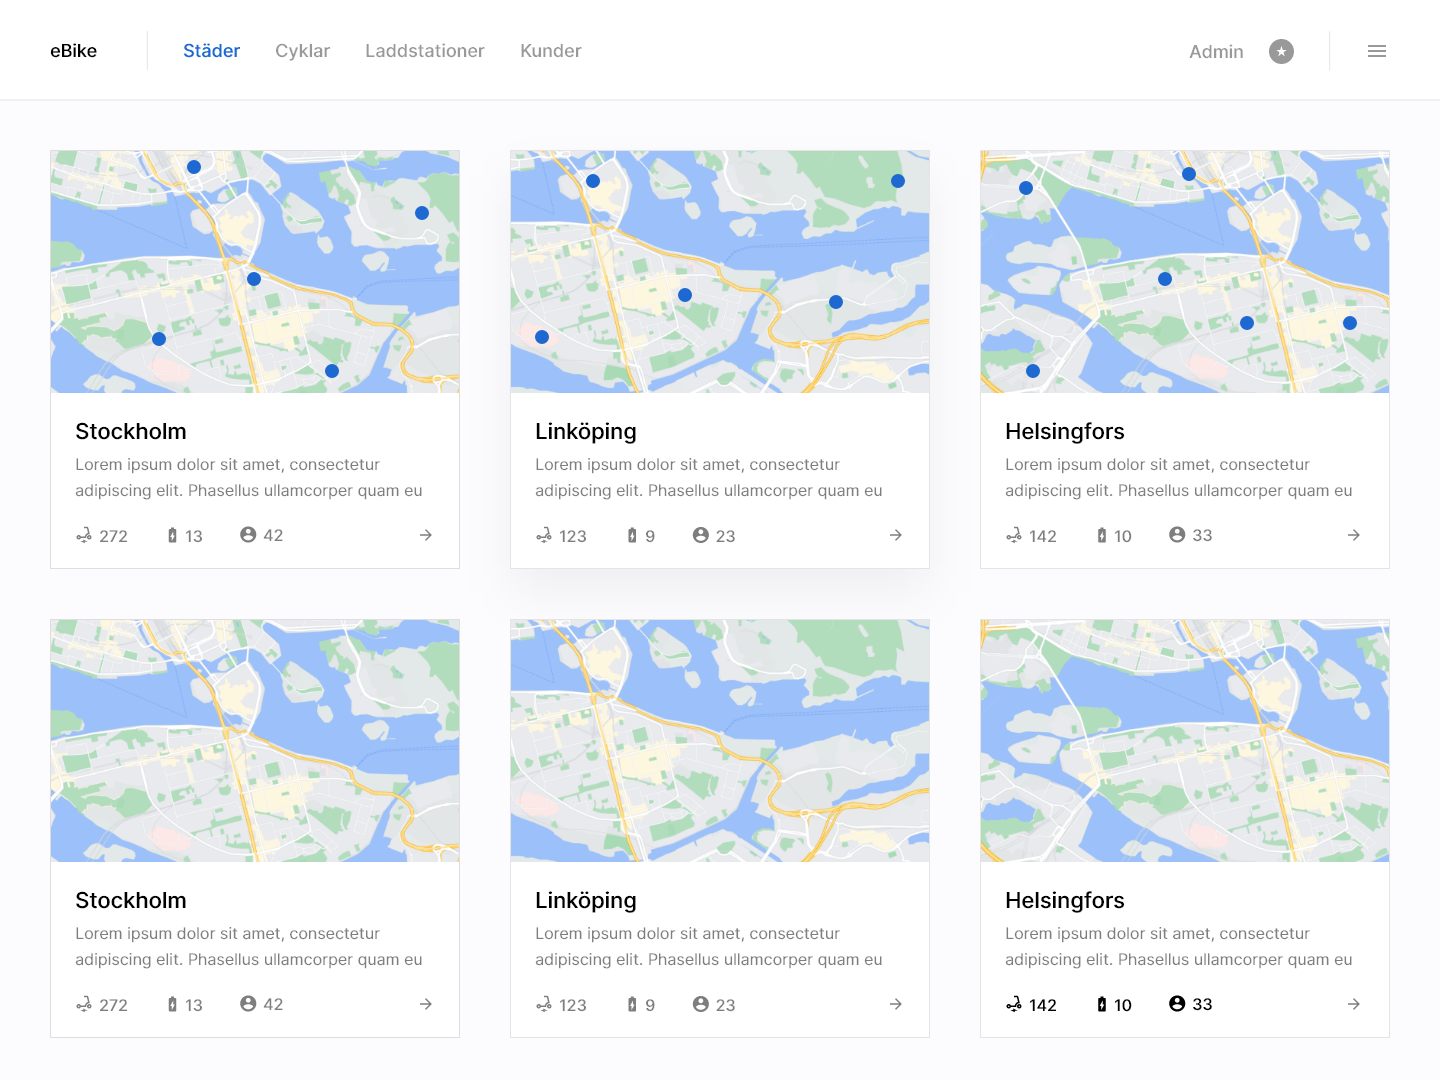 eBike
Städer
Cyklar
Laddstationer
Kunder
Admin
Stockholm
Lorem ipsum dolor sit amet, consectetur
adipiscing elit. Phasellus ullamcorper quam eu
272
13
42
Linköping
Lorem ipsum dolor sit amet, consectetur
adipiscing elit. Phasellus ullamcorper quam eu
123
9
23
Helsingfors
Lorem ipsum dolor sit amet, consectetur
adipiscing elit. Phasellus ullamcorper quam eu
142
10
33
Stockholm
Lorem ipsum dolor sit amet, consectetur
adipiscing elit. Phasellus ullamcorper quam eu
272
13
42
Linköping
Lorem ipsum dolor sit amet, consectetur
adipiscing elit. Phasellus ullamcorper quam eu
123
9
23
Helsingfors
Lorem ipsum dolor sit amet, consectetur
adipiscing elit. Phasellus ullamcorper quam eu
142
10
33